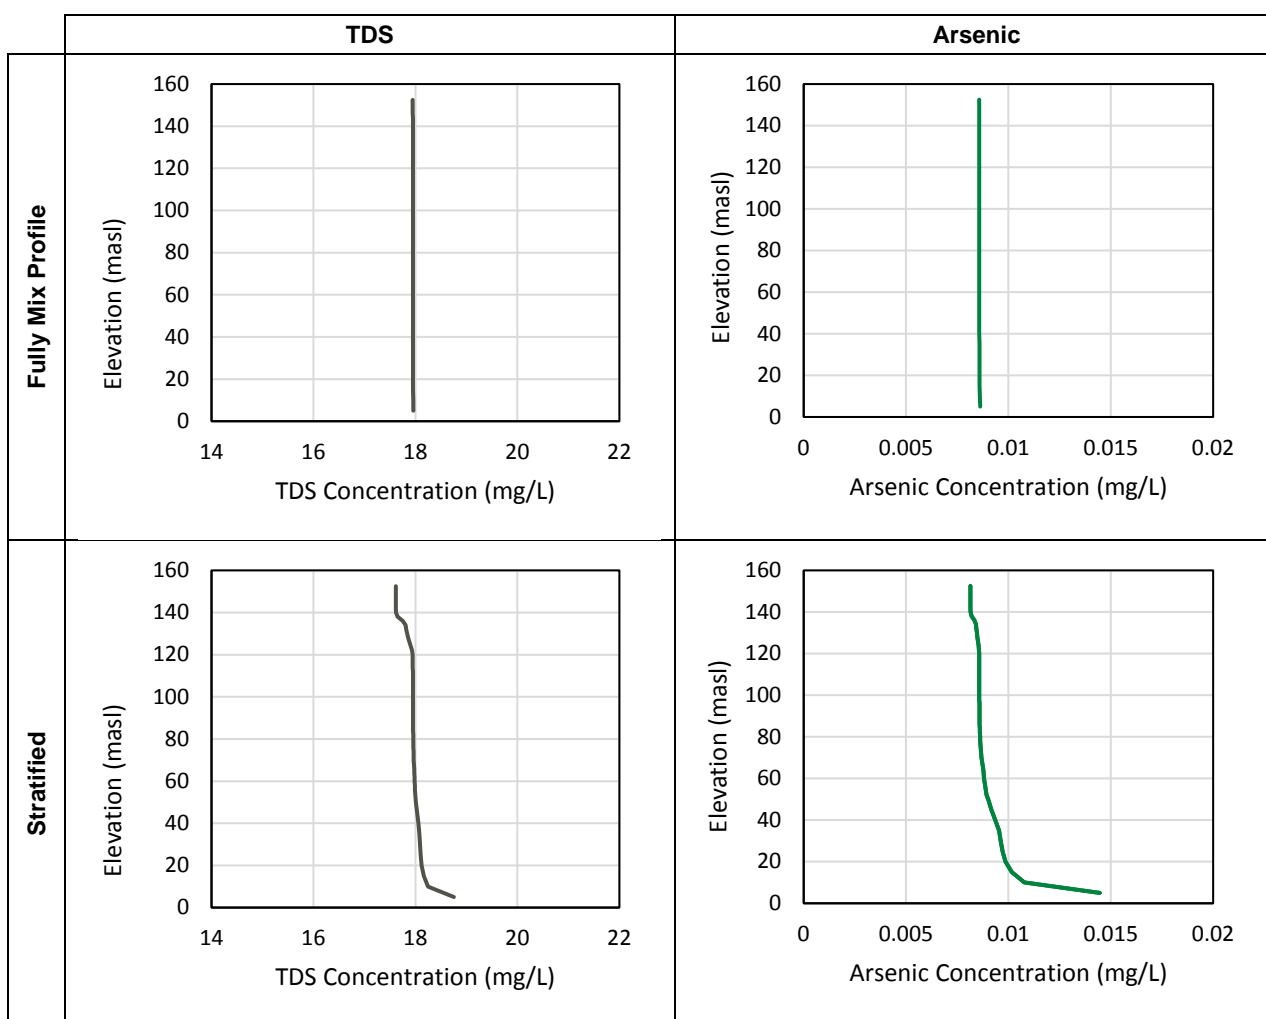 TDS
Arsenic
Fully Mix Profile
160
140
120
100
80
60
40
20
0
Elevation (masl)
14 16 18 20 22
TDS Concentration (mg/L)
160
140
120
100
80
60
40
20
0
Elevation (masl)
0 0.005 0.01 0.015 0.02
Arsenic Concentration (mg/L)
Stratified
160
140
120
100
80
60
40
20
0
Elevation (masl)
14 16 18 20 22
TDS Concentration (mg/L)
160
140
120
100
80
60
40
20
0
Elevation (masl)
0 0.005 0.01 0.015 0.02
Arsenic Concentration (mg/L)